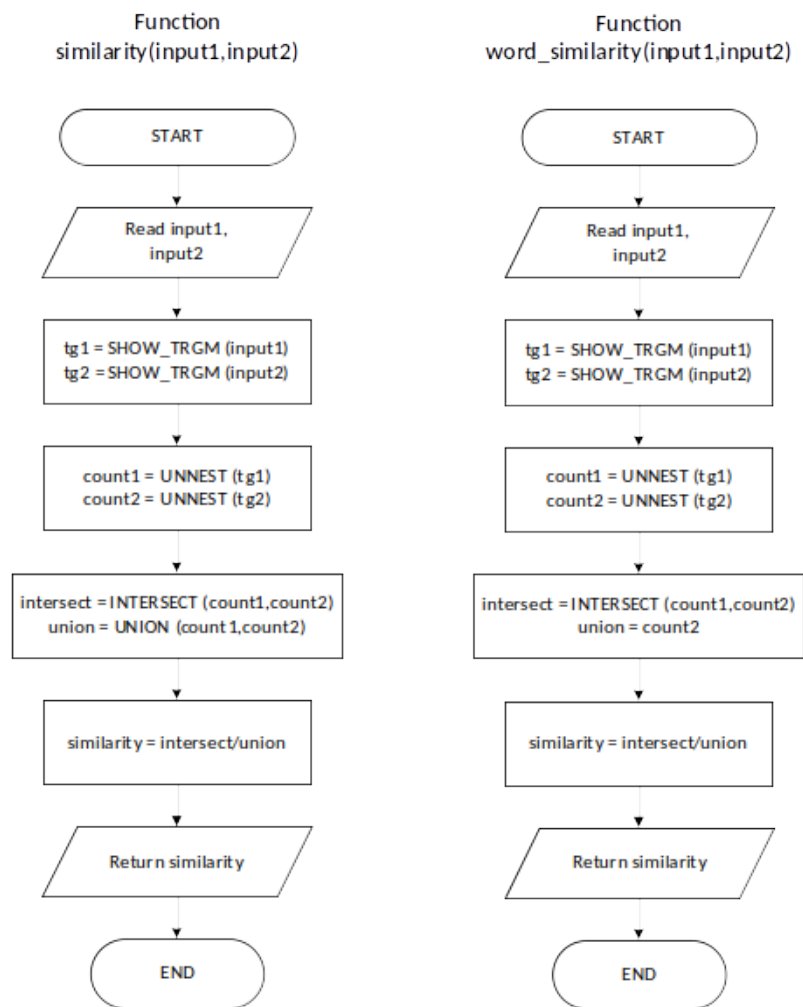 Function
similarity(input1,input2)
START
Read input1,
input2
tg1 = SHOW_TRGM (input1)
tg2 = SHOW_TRGM (input2)
count1 = UNNEST (tg1)
count2 = UNNEST (tg2)
intersect = INTERSECT (count1,count2)
union = UNION (count1,count2)
similarity = intersect/union
Return similarity
END
Function
word_similarity(input1,input2)
START
Read input1,
input2
tg1 = SHOW_TRGM (input1)
tg2 = SHOW_TRGM (input2)
count1 = UNNEST (tg1)
count2 = UNNEST (tg2)
intersect = INTERSECT (count1,count2)
union = count2
similarity = intersect/union
Return similarity
END